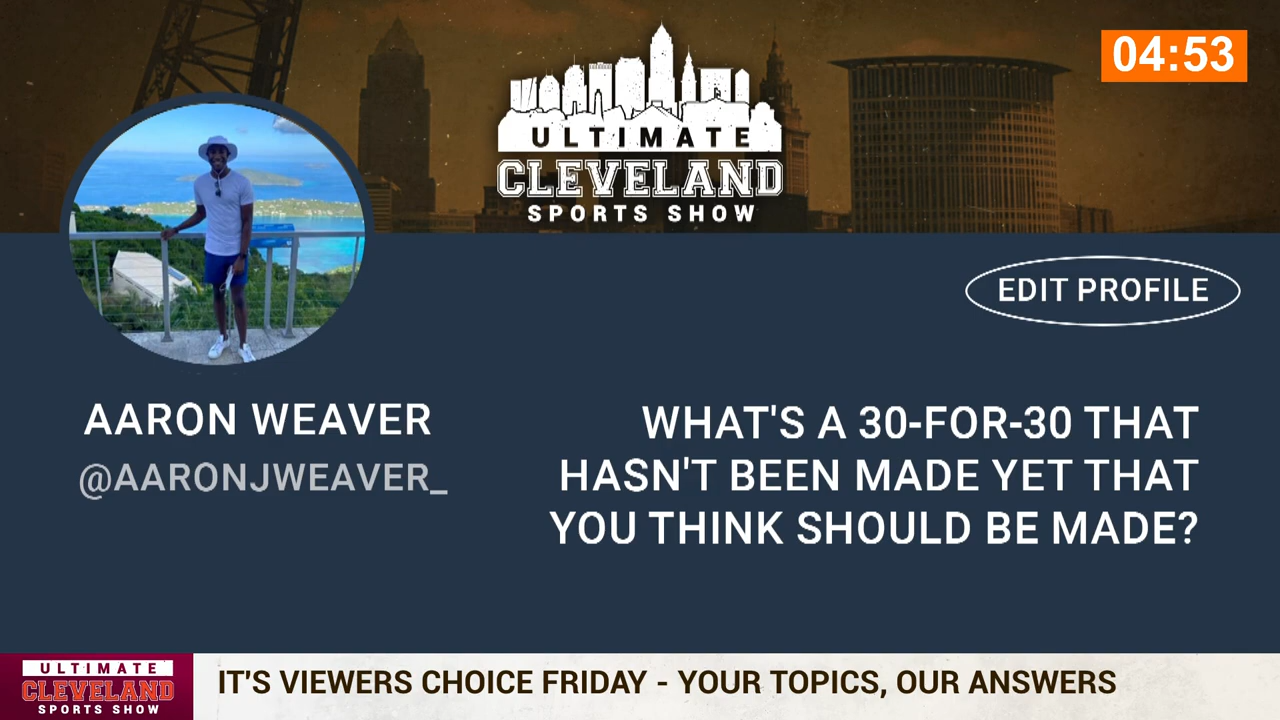 04:53
ULTIMATE
CLEVELAND
SPORTS SHOW
EDIT PROFILE
AARON WEAVER
@AARONJWEAVER_
WHAT'S A 30-FOR-30 THAT
HASN'T BEEN MADE YET THAT
YOU THINK SHOULD BE MADE?
ULTIMATE
CLEVELAND
SPORTS SHOW
IT'S VIEWERS CHOICE FRIDAY - YOUR TOPICS, OUR ANSWERS